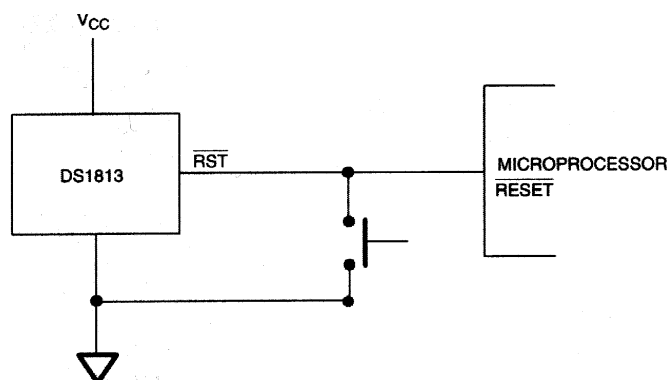 VCC
DS1813
RST
MICROPROCESSOR
RESET